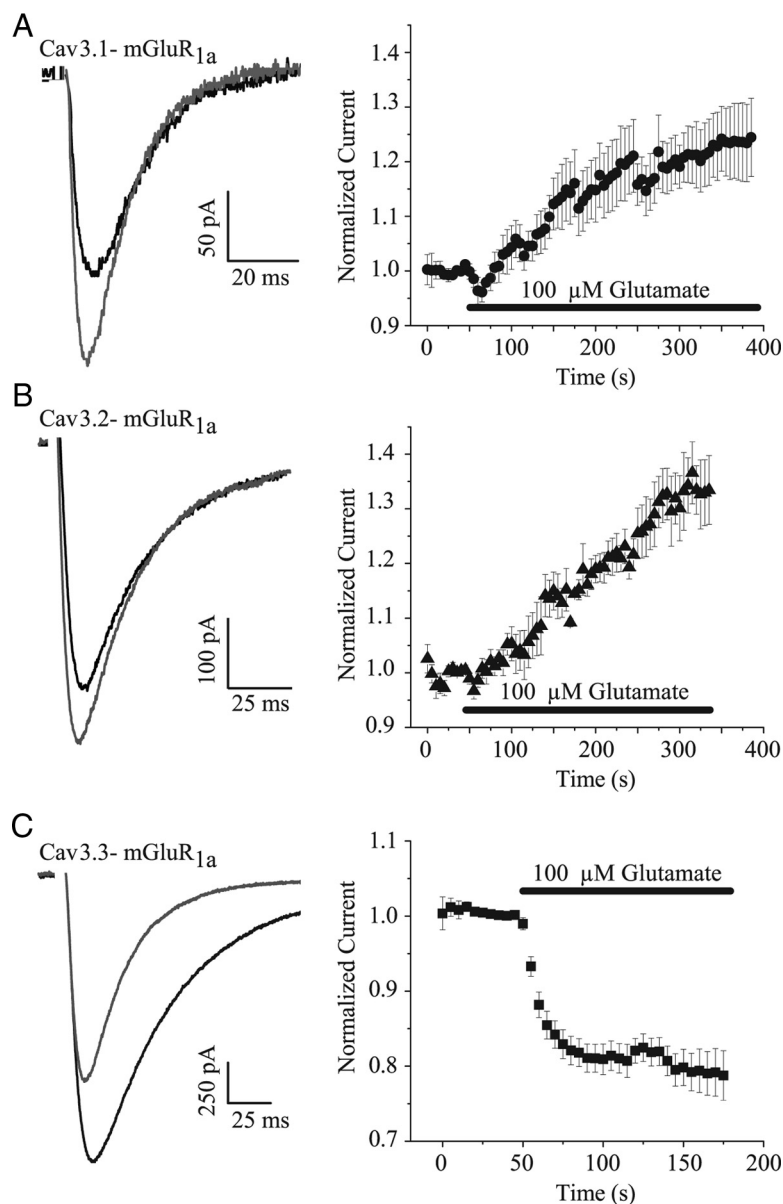 A
Cav3.1- mGluR1a
50 pA
20 ms
Normalized Current
1.4
1.3
1.2
1.1
1.0
0.9
100 µM Glutamate
0
100
200
300
400
Time (s)
B
Cav3.2- mGluR1a
100 pA
25 ms
Normalized Current
1.4
1.3
1.2
1.1
1.0
0.9
100 µM Glutamate
0
100
200
300
400
Time (s)
C
Cav3.3- mGluR1a
250 pA
25 ms
Normalized Current
1.1
1.0
0.9
0.8
0.7
100 µM Glutamate
0
50
100
150
200
Time (s)